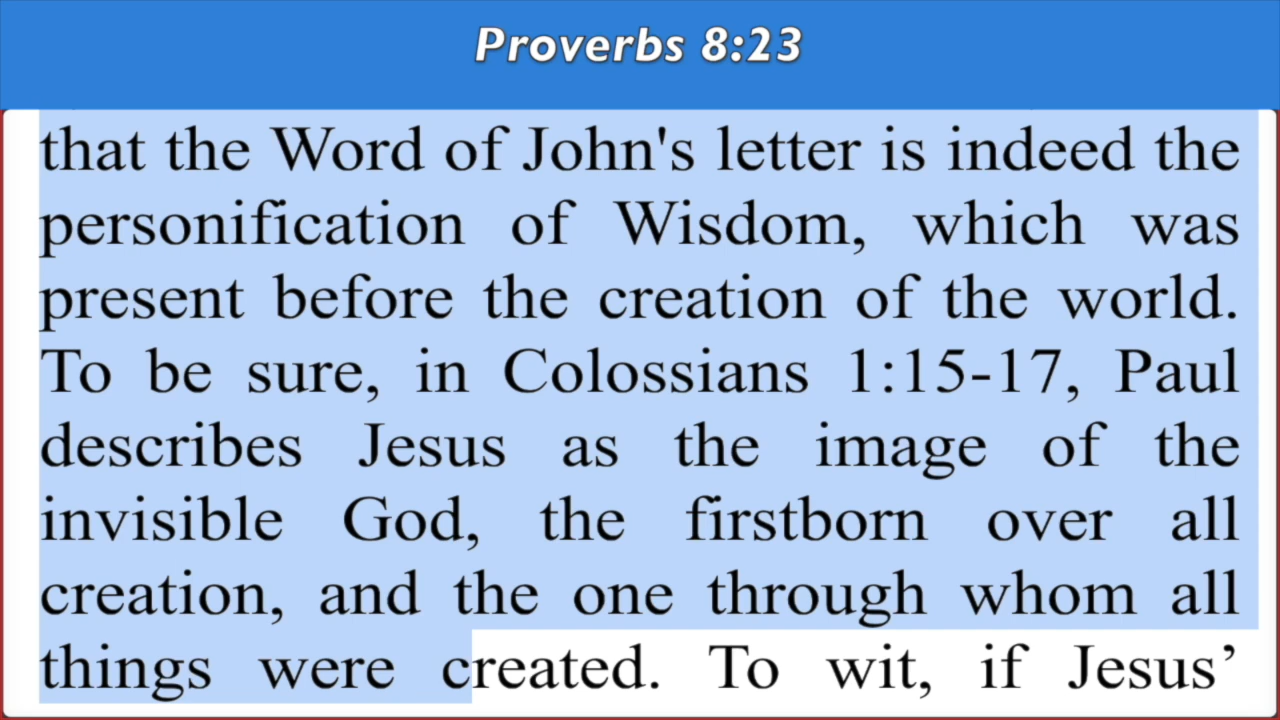 Proverbs 8:23
that the Word of John's letter is indeed the
personification of Wisdom, which was
present before the creation of the world.
To be sure, in Colossians 1:15-17, Paul
describes Jesus as the image of the
invisible God, the firstborn over all
creation, and the one through whom all
things were created. To wit, if Jesus’